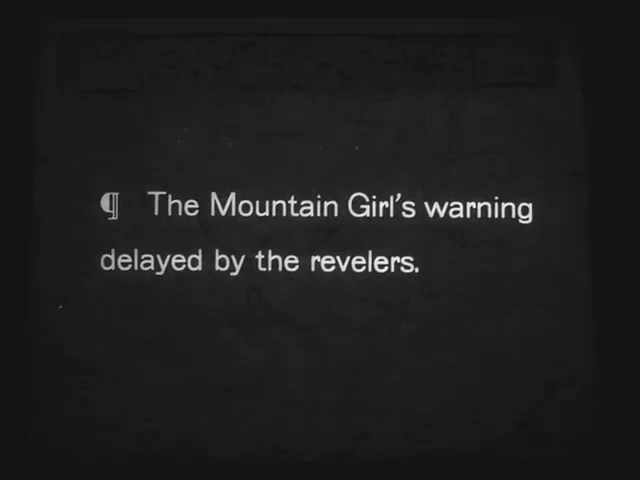 ¶ The Mountain Girl's warning
delayed by the revelers.